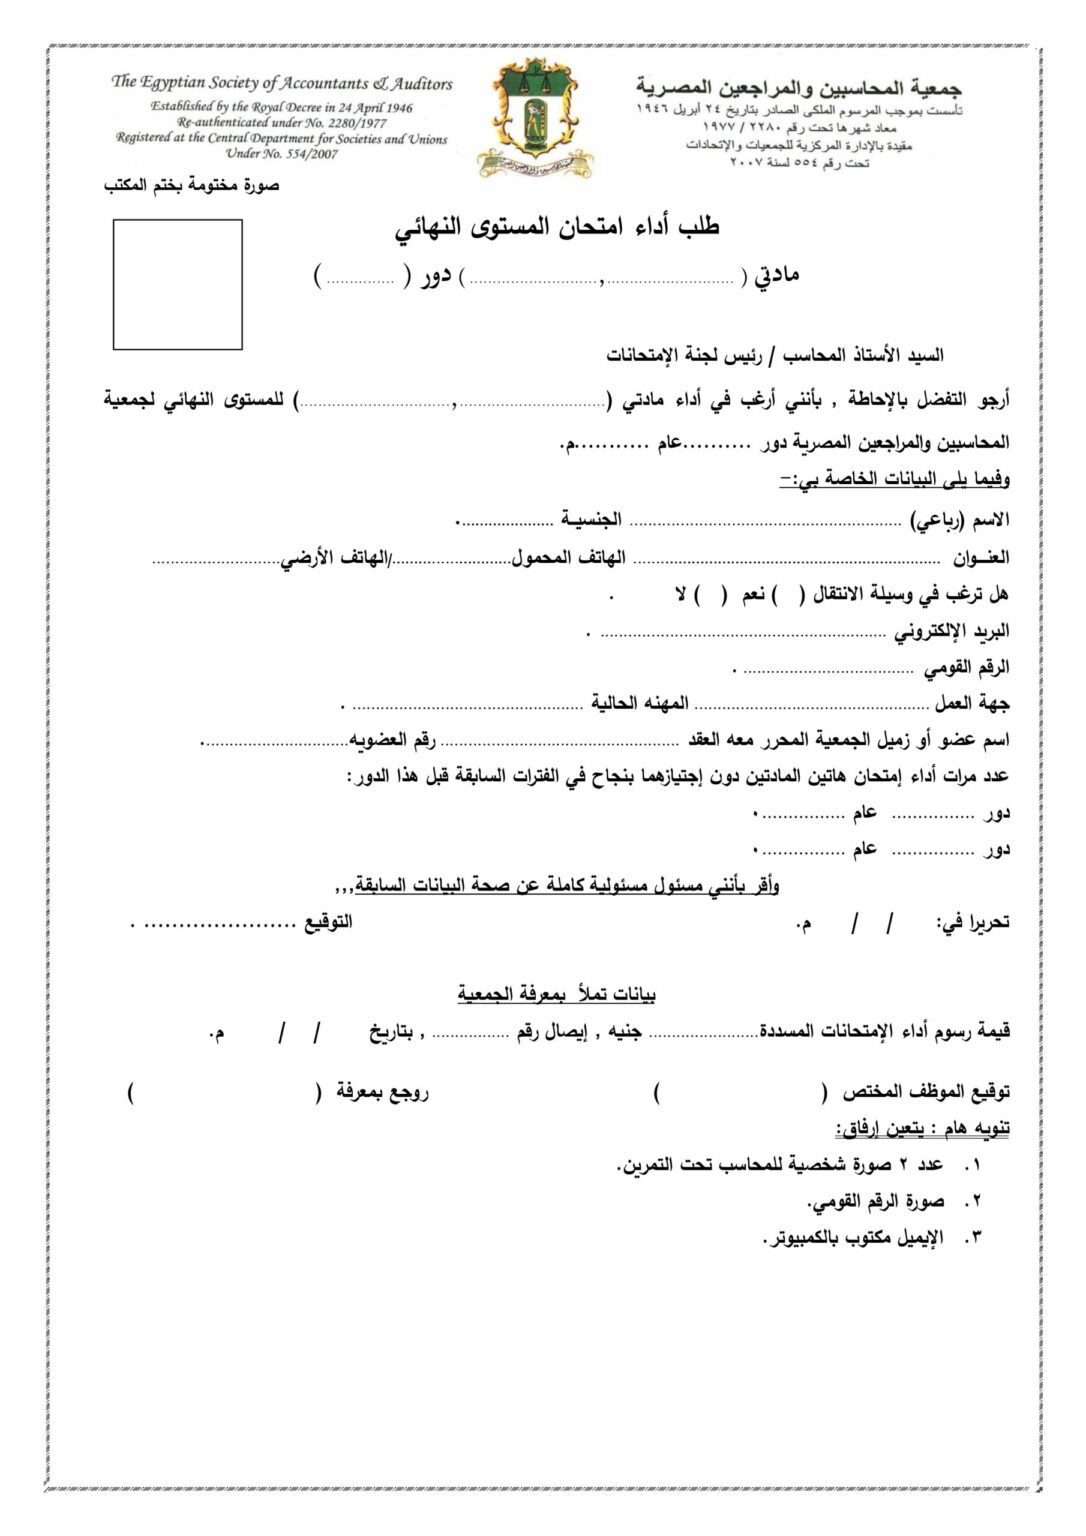 The Egyptian Society of Accountants & Auditors
Established by the Royal Decree in 24 April 1946
Re-authenticated under No. 2280/1977
Registered at the Central Department for Societies and Unions
Under No. 554/2007
جمعية المحاسبين والمراجعين المصرية
تأسست بموجب المرسوم الملكى الصادر بتاريخ ٢٤ أبريل ١٩٤٦
معاد شهرها تحت رقم ٢٢٨٠ / ١٩٧٧
مقيدة بالإدارة المركزية للجمعيات والإتحادات
تحت رقم ٥٥٤ لسنة ٢٠٠٧
صورة مختومة بختم المكتب
طلب أداء امتحان المستوى النهائي
مادتي ( ............................,............................ ) دور ( ............... )
السيد الأستاذ المحاسب / رئيس لجنة الإمتحانات
أرجو التفضل بالإحاطة , بأنني أرغب في أداء مادتي (..............................,..............................) للمستوى النهائي لجمعية
المحاسبين والمراجعين المصرية دور ..........عام ...........م.
وفيما يلى البيانات الخاصة بي:-
الاسم (رباعي) .......................................................... الجنسيـة .....................
العنــوان .................................................................. الهاتف المحمول........................../الهاتف الأرضي...........................
هل ترغب في وسيلة الانتقال ( ) نعم ( ) لا .
البريد الإلكتروني ............................................................. .
الرقم القومي ..................................... .
جهة العمل .................................................. المهنه الحالية ................................................. .
اسم عضو أو زميل الجمعية المحرر معه العقد ................................................... رقم العضويه...............................
عدد مرات أداء إمتحان هاتين المادتين دون إجتيازهما بنجاح في الفترات السابقة قبل هذا الدور:
دور ................. عام .................
دور ................. عام .................
وأقر بأنني مسئول مسئولية كاملة عن صحة البيانات السابقة,,,
تحريرا في: / / م.
التوقيع ...................... .
بيانات تملأ بمعرفة الجمعية
قيمة رسوم أداء الإمتحانات المسددة....................... جنيه , إيصال رقم ................ , بتاريخ / / م.
توقيع الموظف المختص ( )
روجع بمعرفة ( )
تنويه هام : يتعين إرفاق:
١. عدد ٢ صورة شخصية للمحاسب تحت التمرين.
٢. صورة الرقم القومي.
٣. الإيميل مكتوب بالكمبيوتر.